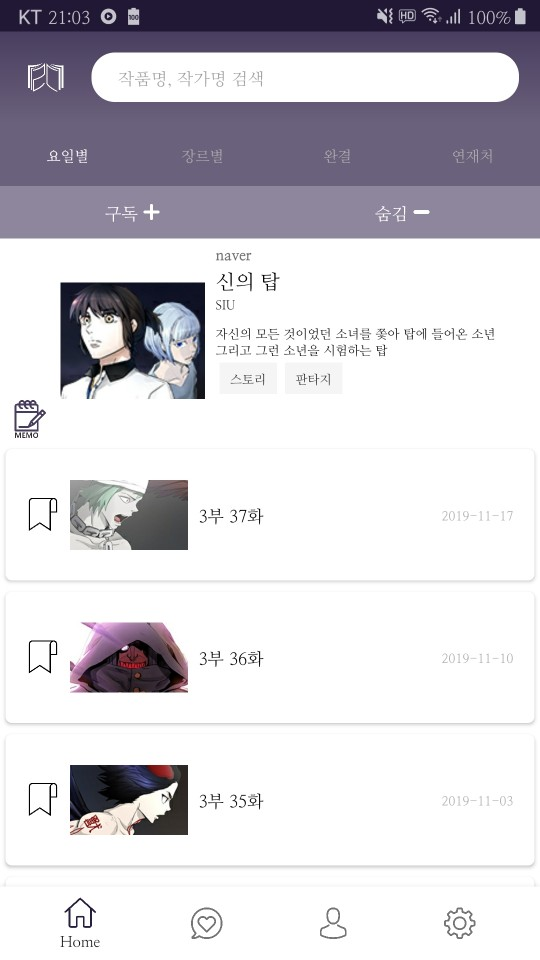 KT 21:03 100 HD 100%
작품명, 작가명 검색
요일별 장르별 완결 연재처
구독 숨김
naver
신의 탑
SIU
자신의 모든 것이었던 소녀를 쫓아 탑에 들어온 소년
그리고 그런 소년을 시험하는 탑
스토리 판타지
MEMO
3부 37화 2019-11-17
3부 36화 2019-11-10
3부 35화 2019-11-03
Home